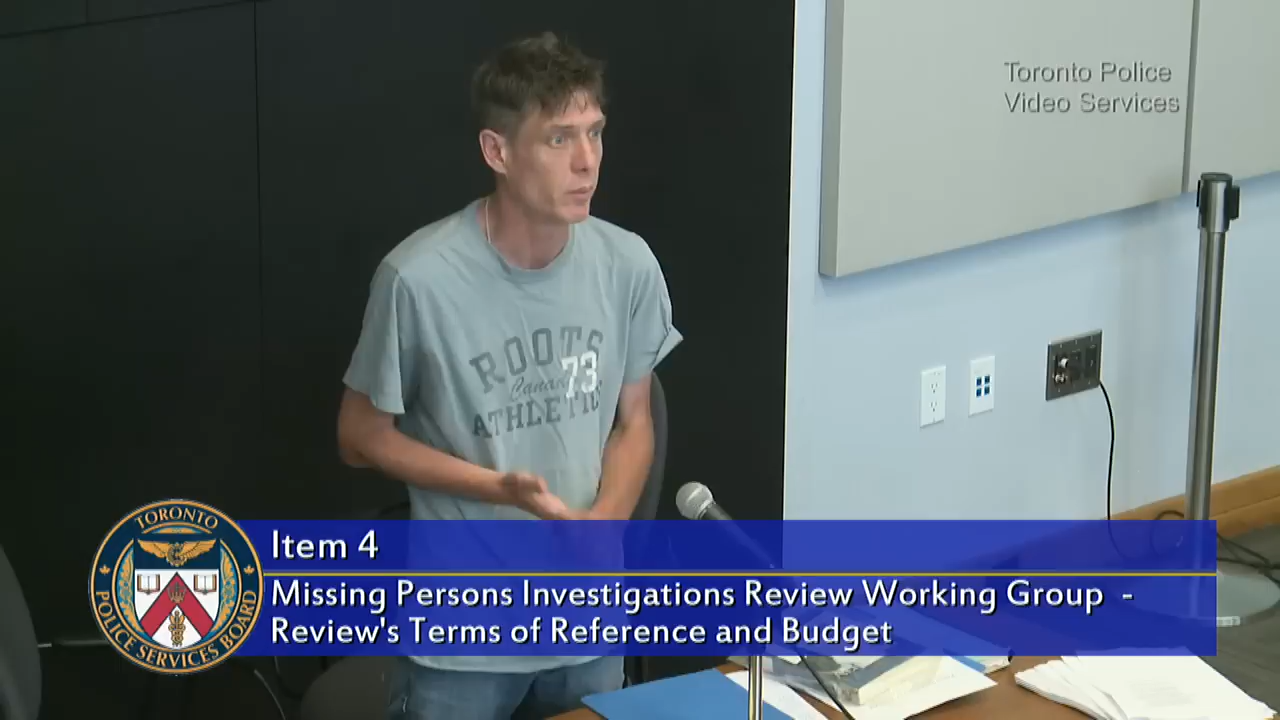 Toronto Police
Video Services
ROOTS
73
Canada
ATHLETIC
TORONTO
POLICE SERVICES BOARD
Item 4
Missing Persons Investigations Review Working Group -
Review's Terms of Reference and Budget